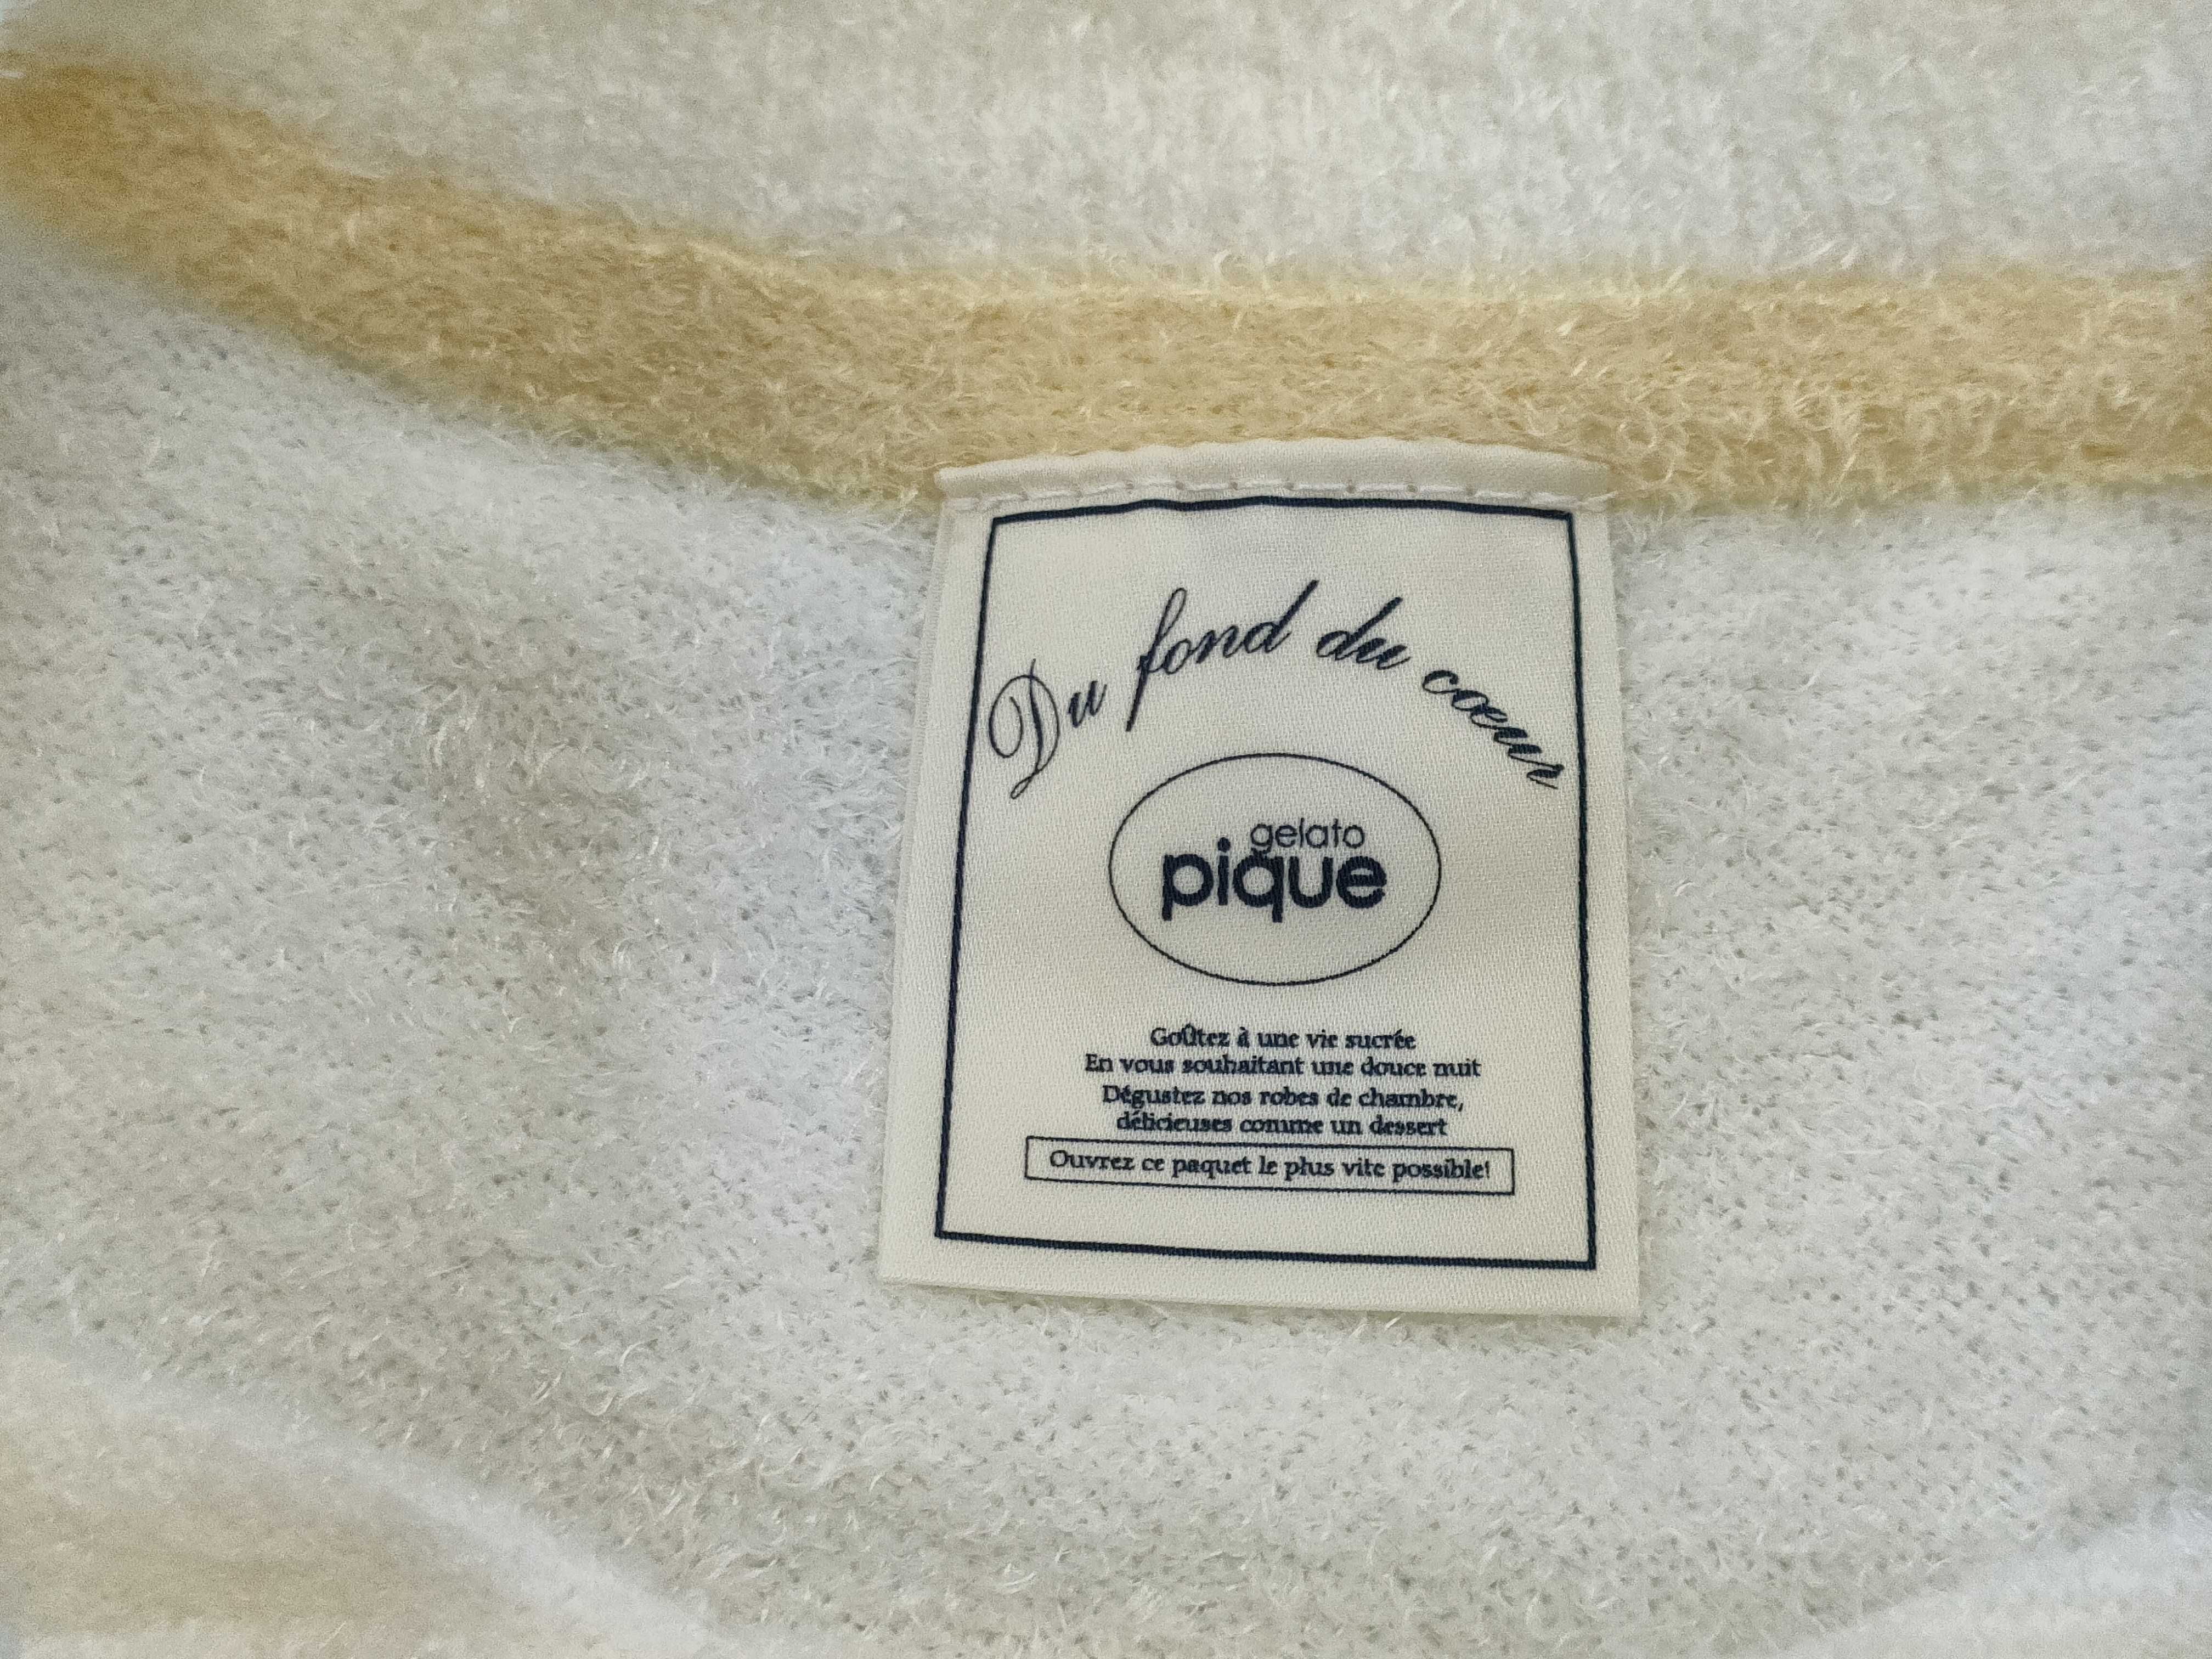 Du fond du cœur
gelato
pique
Goûtez à une vie sucrée
En vous souhaitant une douce nuit
Dégustez nos robes de chambre,
délicieuses comme un dessert
Ouvrez ce paquet le plus vite possible!